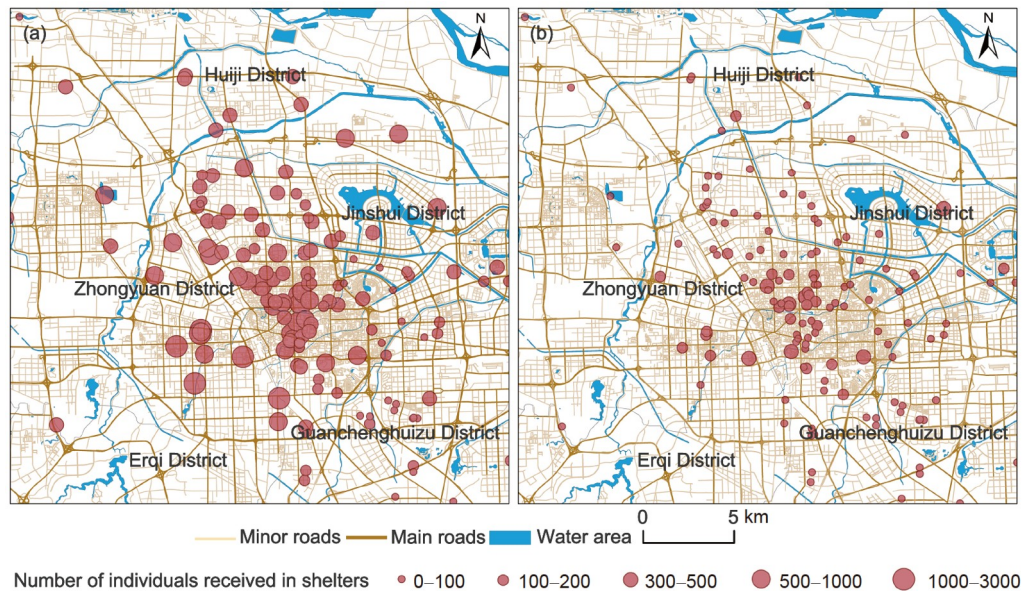 (a)
N
Huiji District
Jinshui District
Zhongyuan District
Guanchenghuizu District
Erqi District
(b)
N
Huiji District
Jinshui District
Zhongyuan District
Guanchenghuizu District
Erqi District
Minor roads Main roads Water area 0 5 km
Number of individuals received in shelters 0–100 100–200 300–500 500–1000 1000–3000